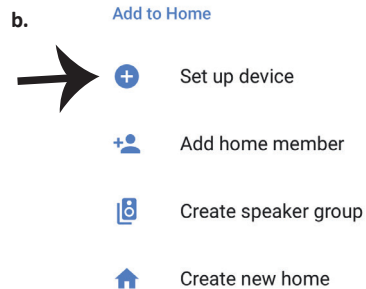 b.
Add to Home
Set up device
Add home member
Create speaker group
Create new home